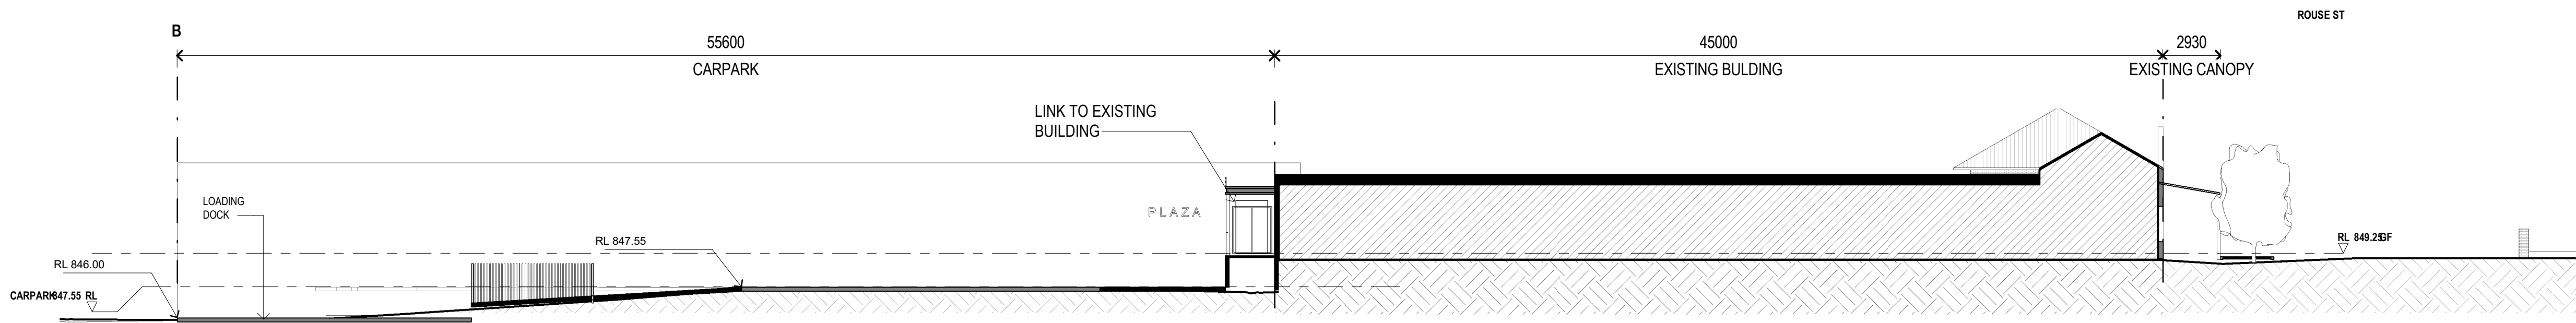 ROUSE ST
B
55600
45000
2930
CARPARK
EXISTING BULDING
EXISTING CANOPY
LINK TO EXISTING
BUILDING
LOADING
DOCK
PLAZA
RL 847.55
RL 849.25
GF
RL 846.00
CARPARK
847.55 RL